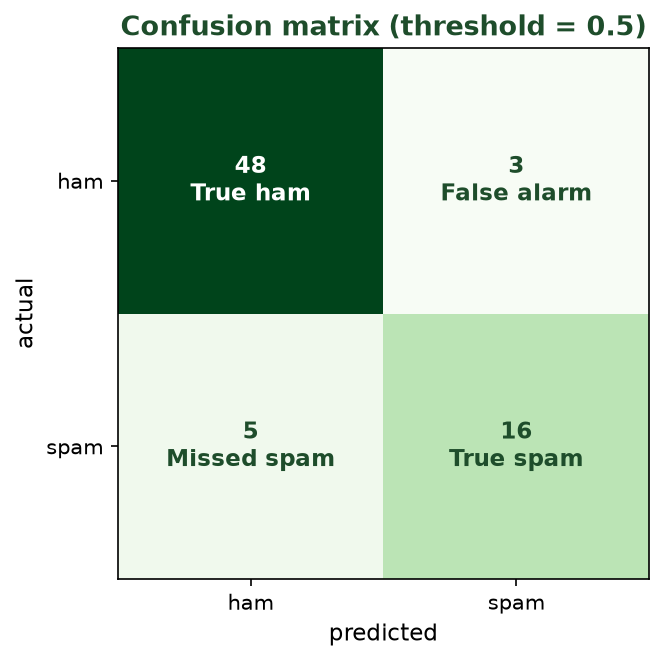 Confusion matrix (threshold = 0.5)
48
True ham
3
False alarm
ham
actual
5
Missed spam
16
True spam
spam
ham
spam
predicted